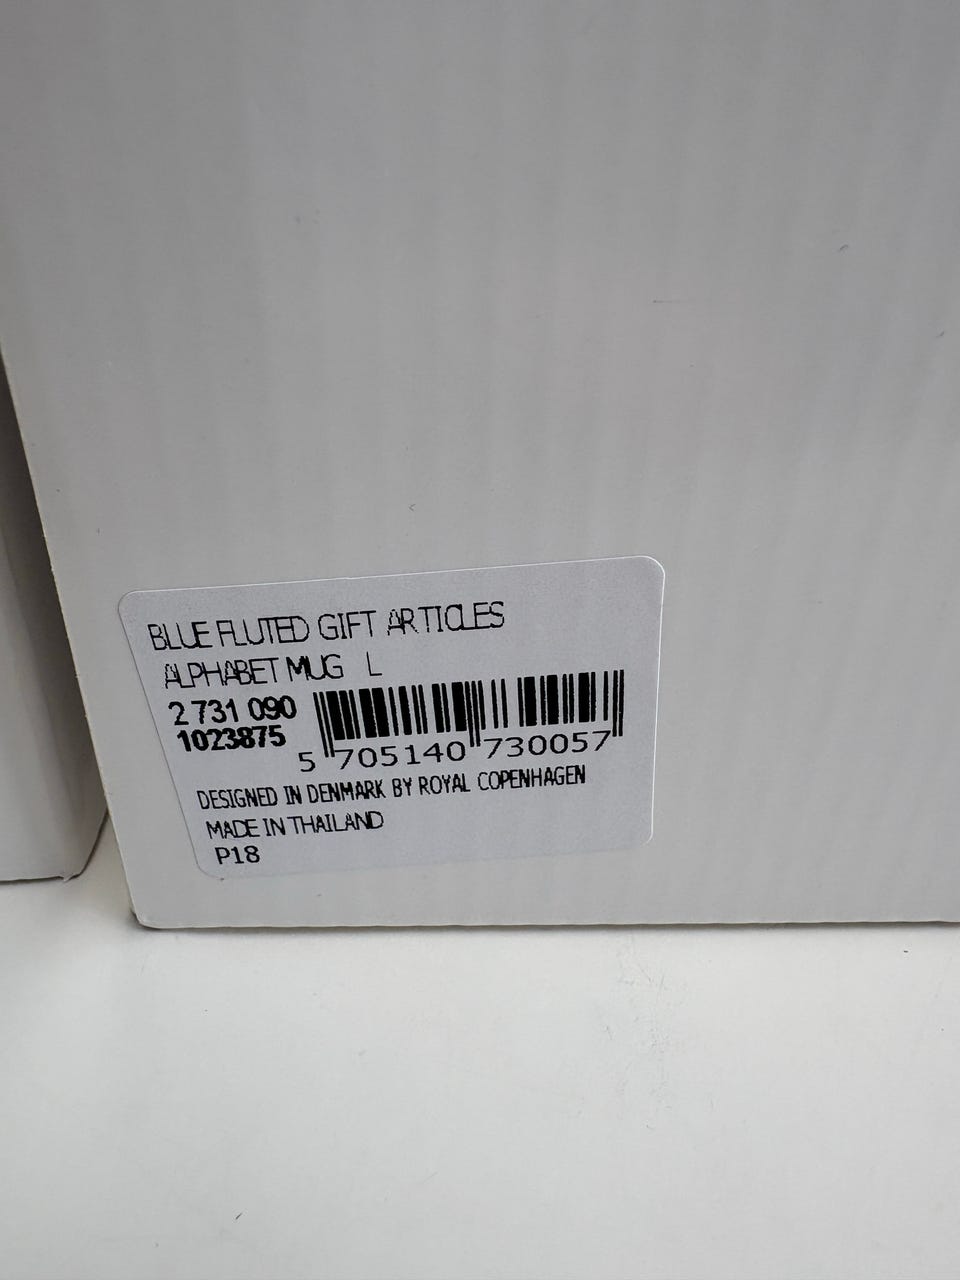 BLUE FLUTED GIFT ARTICLES
ALPHABET MUG L
2 731 090
1023875
5 705140 730057
DESIGNED IN DENMARK BY ROYAL COPENHAGEN
MADE IN THAILAND
P18